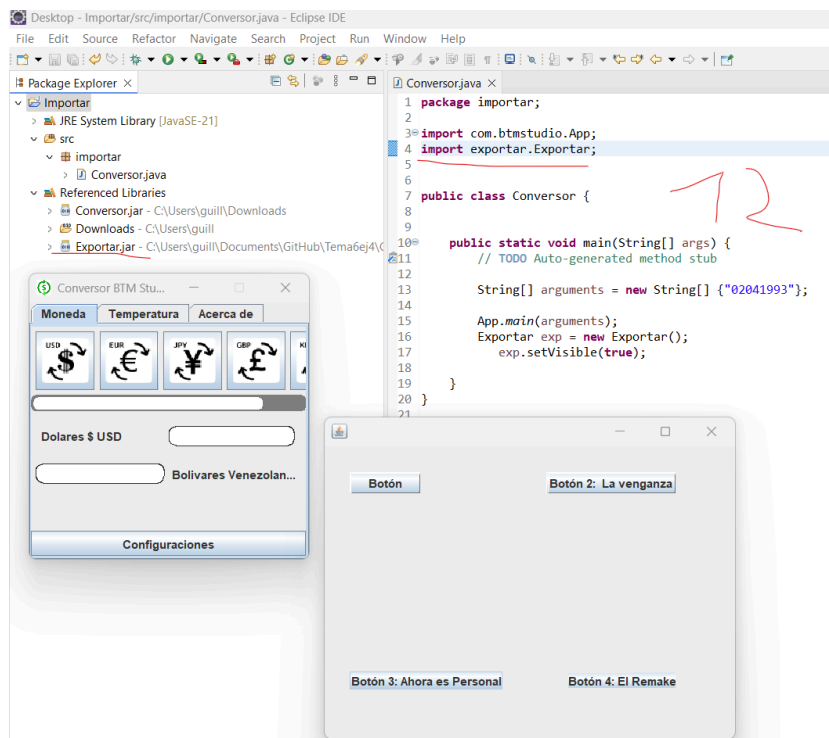 Desktop - Importar/src/importar/Conversor.java - Eclipse IDE
File Edit Source Refactor Navigate Search Project Run Window Help
Package Explorer
Importar
JRE System Library [JavaSE-21]
src
importar
Conversor.java
Referenced Libraries
Conversor.jar - C:\Users\guill\Downloads
Downloads - C:\Users\guill
Exportar.jar - C:\Users\guill\Documents\GitHub\Tema6ej4\
Conversor.java
1 package importar;
2
3 import com.btmstudio.App;
4 import exportar.Exportar;
5
6
7 public class Conversor {
8
9
10 public static void main(String[] args) {
11 // TODO Auto-generated method stub
12
13 String[] arguments = new String[] {"02041993"};
14
15 App.main(arguments);
16 Exportar exp = new Exportar();
17 exp.setVisible(true);
18
19 }
20 }
21
Conversor BTM Stu...
Moneda Temperatura Acerca de
USD EUR JPY GBP
$ € ¥ £
Dolares $ USD
Bolivares Venezolan...
Configuraciones
Botón Botón 2: La venganza
Botón 3: Ahora es Personal Botón 4: El Remake